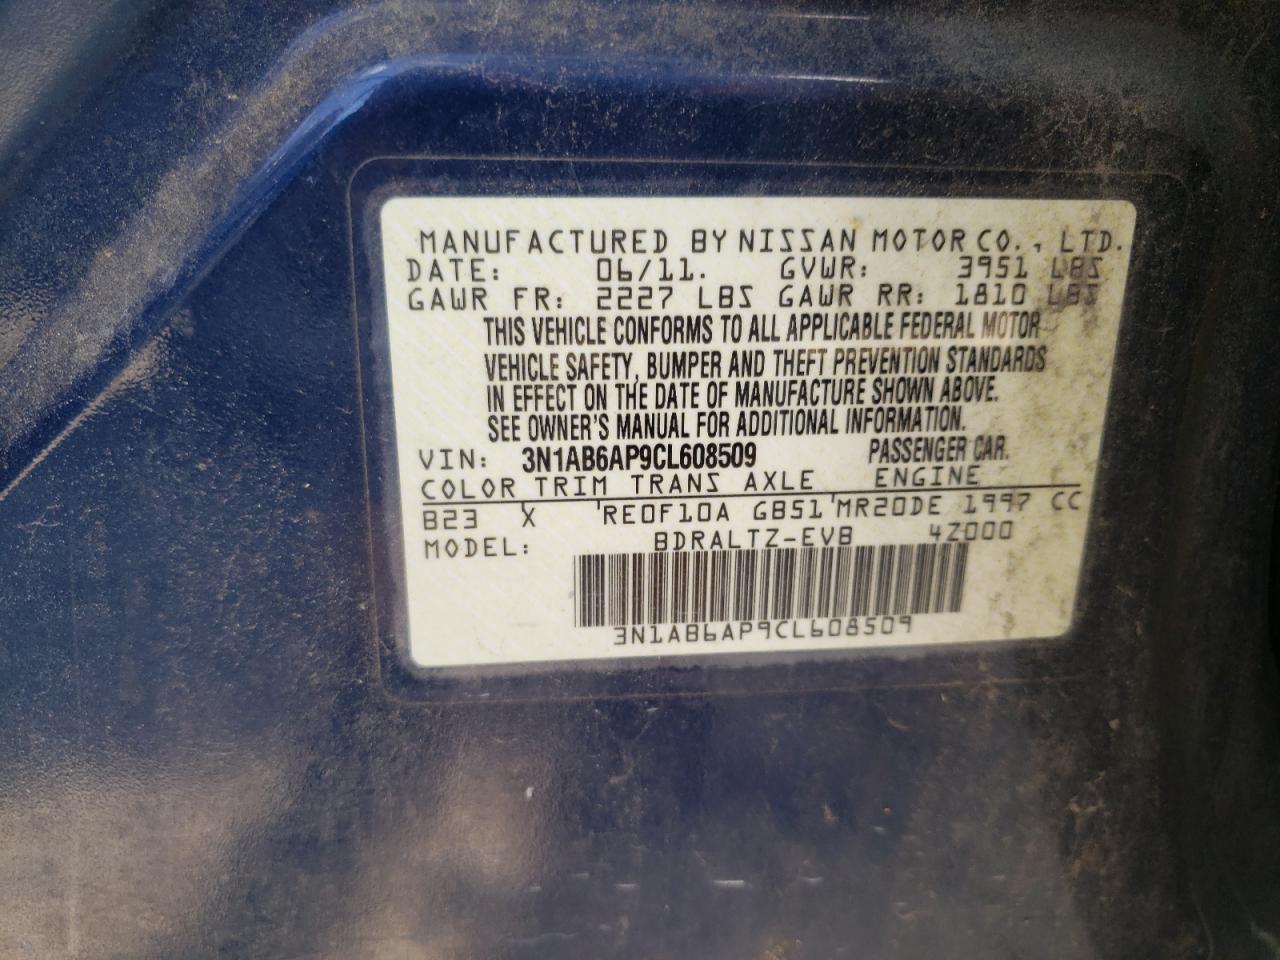 MANUFACTURED BY NISSAN MOTOR CO., LTD.
DATE: 06/11. GVWR: 3951 LBS
GAWR FR: 2227 LBS GAWR RR: 1810 LBS
THIS VEHICLE CONFORMS TO ALL APPLICABLE FEDERAL MOTOR
VEHICLE SAFETY, BUMPER AND THEFT PREVENTION STANDARDS
IN EFFECT ON THE DATE OF MANUFACTURE SHOWN ABOVE.
SEE OWNER'S MANUAL FOR ADDITIONAL INFORMATION.
VIN: 3N1AB6AP9CL608509 PASSENGER CAR.
COLOR TRIM TRANS AXLE ENGINE
B23 X 'RE0F10A GB51'MR20DE 1997 CC
MODEL: BDRALTZ-EVB 4Z000
3N1AB6AP9CL608509